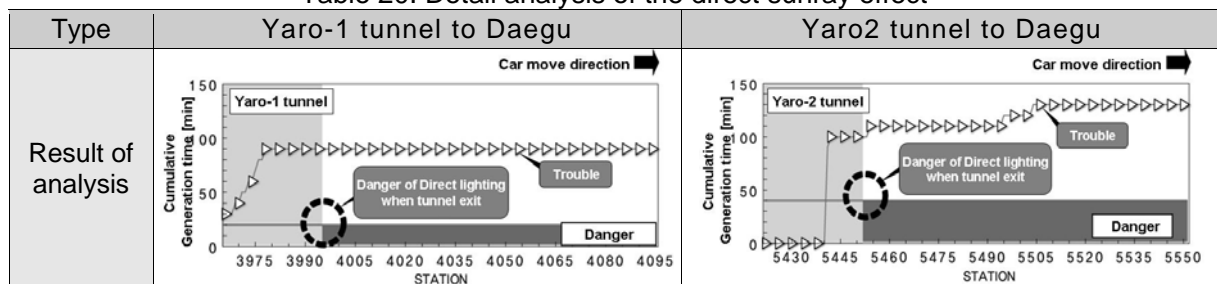 Table 20. Detail analysis of the direct sunray effect
Type
Yaro-1 tunnel to Daegu
Yaro2 tunnel to Daegu
Result of
analysis
Car move direction
Cumulative
Generation time [min]
150
100
50
0
Yaro-1 tunnel
Danger of Direct lighting
when tunnel exit
Trouble
Danger
3975 3990 4005 4020 4035 4050 4065 4080 4095
STATION
Car move direction
Cumulative
Generation time [min]
150
100
50
0
Yaro-2 tunnel
Danger of Direct lighting
when tunnel exit
Trouble
Danger
5430 5445 5460 5475 5490 5505 5520 5535 5550
STATION